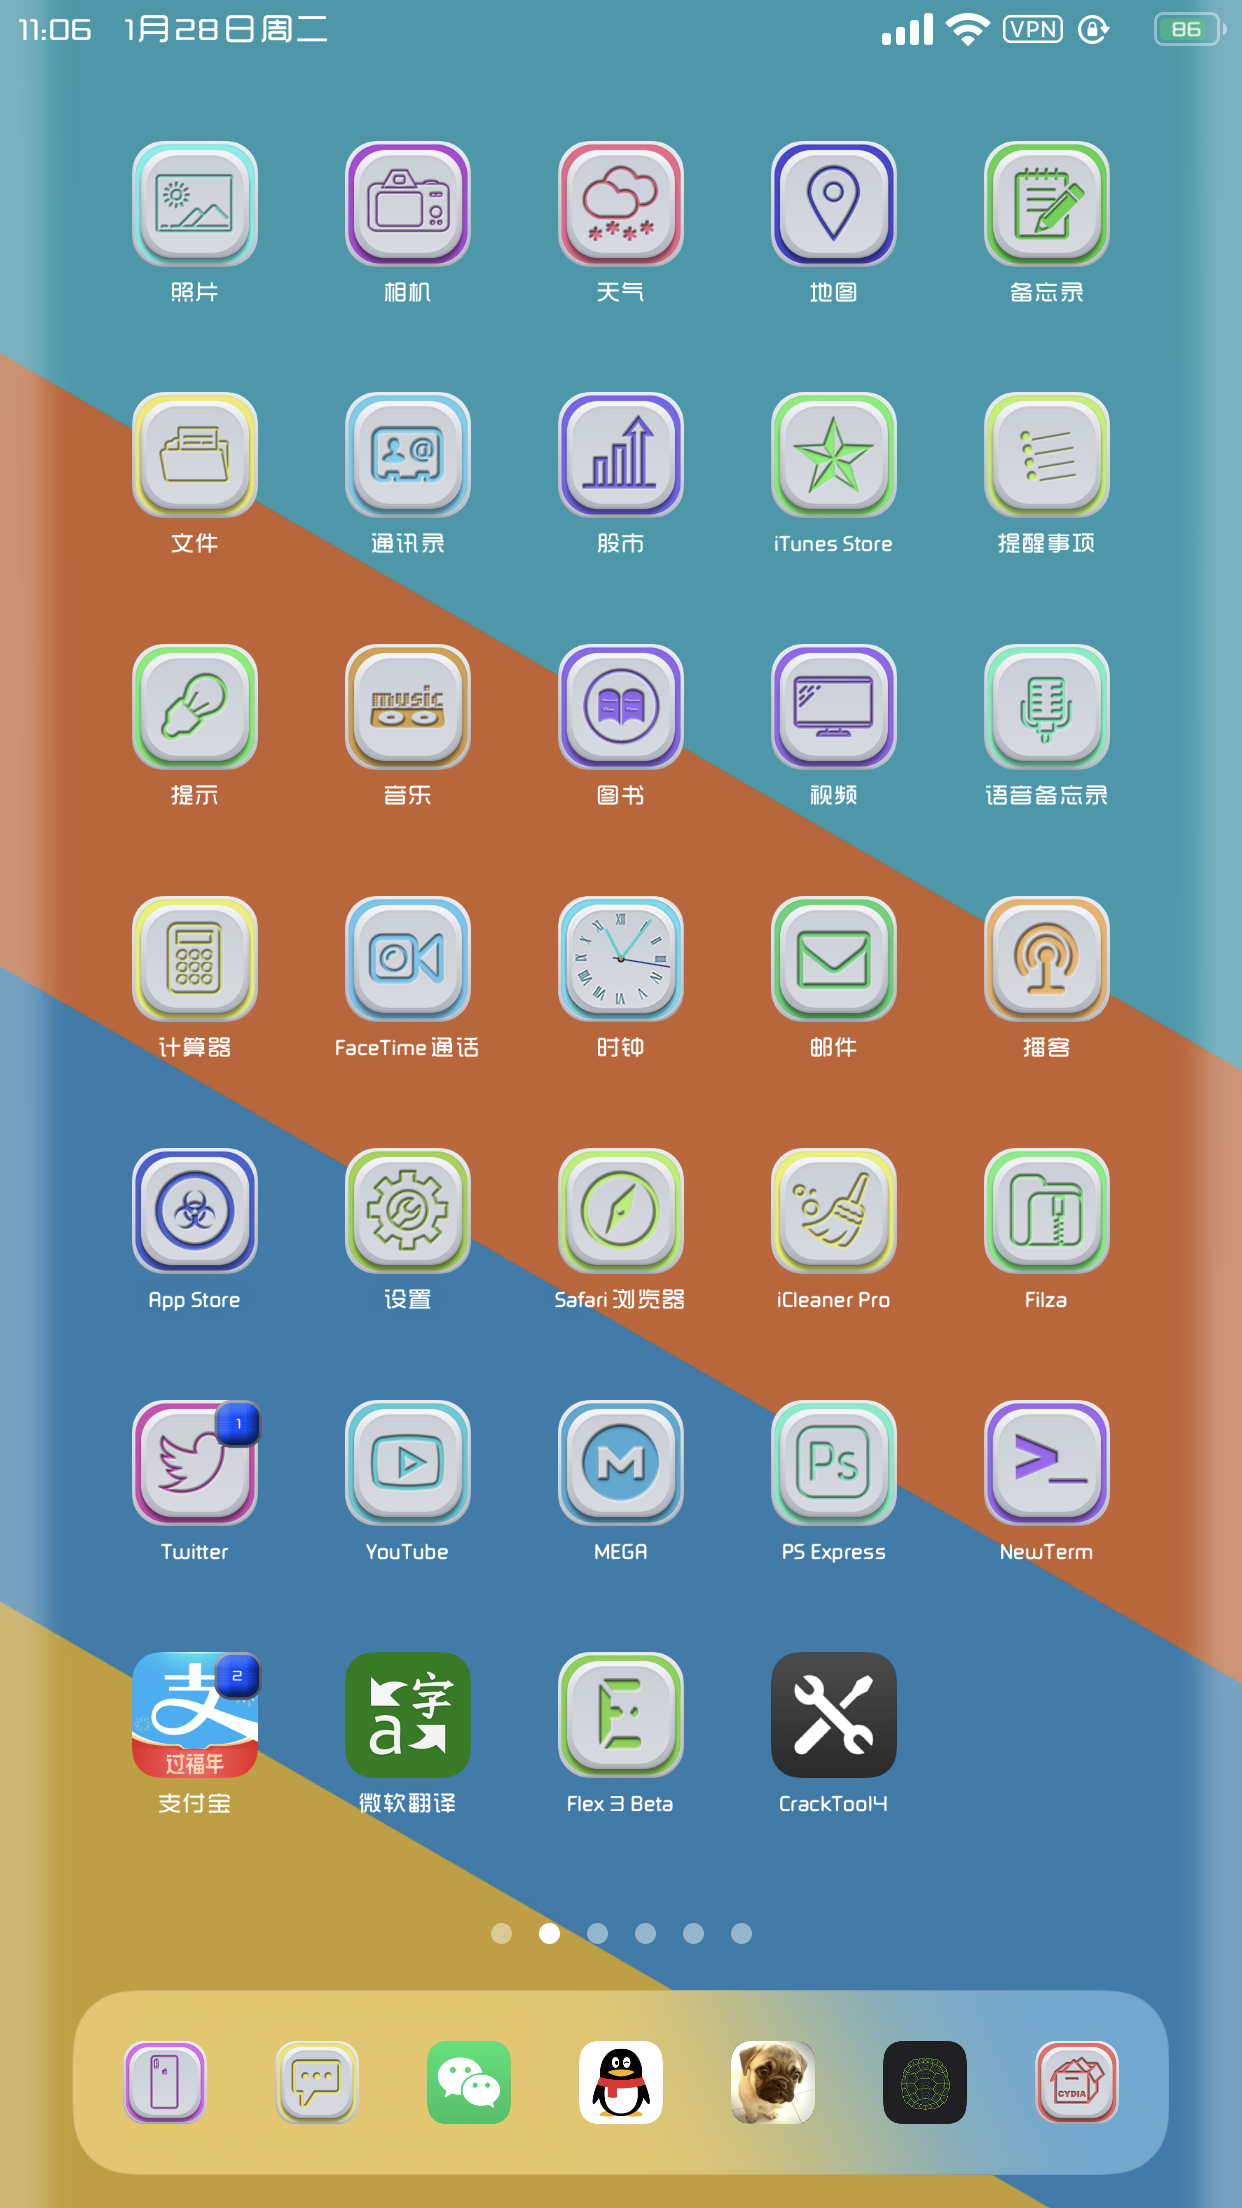 11:06 1月28日周二 VPN 86
照片 相机 天气 地图 备忘录
文件 通讯录 股市 iTunes Store 提醒事项
music
提示 音乐 图书 视频 语音备忘录
计算器 FaceTime 通话 时钟 邮件 播客
App Store 设置 Safari 浏览器 iCleaner Pro Filza
1
Ps >_
Twitter YouTube MEGA PS Express NewTerm
支 2
a 字
过福年
支付宝 微软翻译 Flex 3 Beta CrackTool4
CYDIA